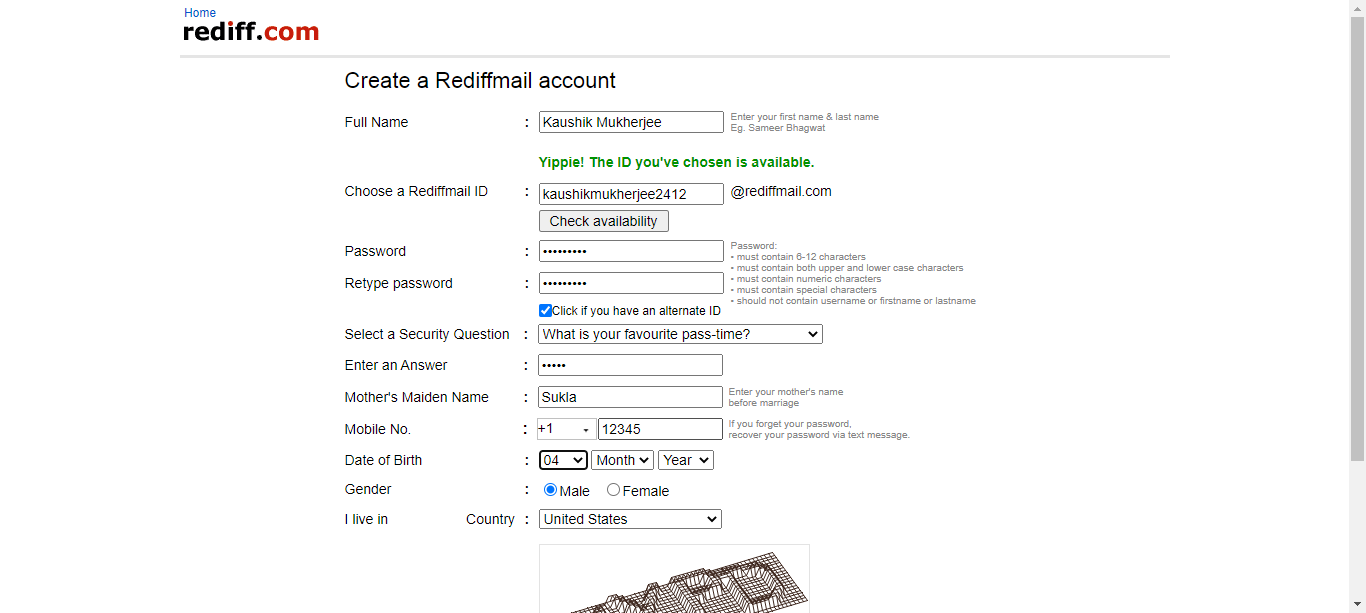 Home
rediff.com
Create a Rediffmail account
Full Name : Kaushik Mukherjee Enter your first name & last name
Eg. Sameer Bhagwat
Yippie! The ID you've chosen is available.
Choose a Rediffmail ID : kaushikmukherjee2412 @rediffmail.com
Check availability
Password : ••••••••• Password:
• must contain 6-12 characters
• must contain both upper and lower case characters
• must contain numeric characters
• must contain special characters
• should not contain username or firstname or lastname
Retype password : •••••••••
Click if you have an alternate ID
Select a Security Question : What is your favourite pass-time?
Enter an Answer : •••••
Mother's Maiden Name : Sukla Enter your mother's name
before marriage
Mobile No. : +1 12345 If you forget your password,
recover your password via text message.
Date of Birth : 04 Month Year
Gender : Male Female
I live in Country : United States